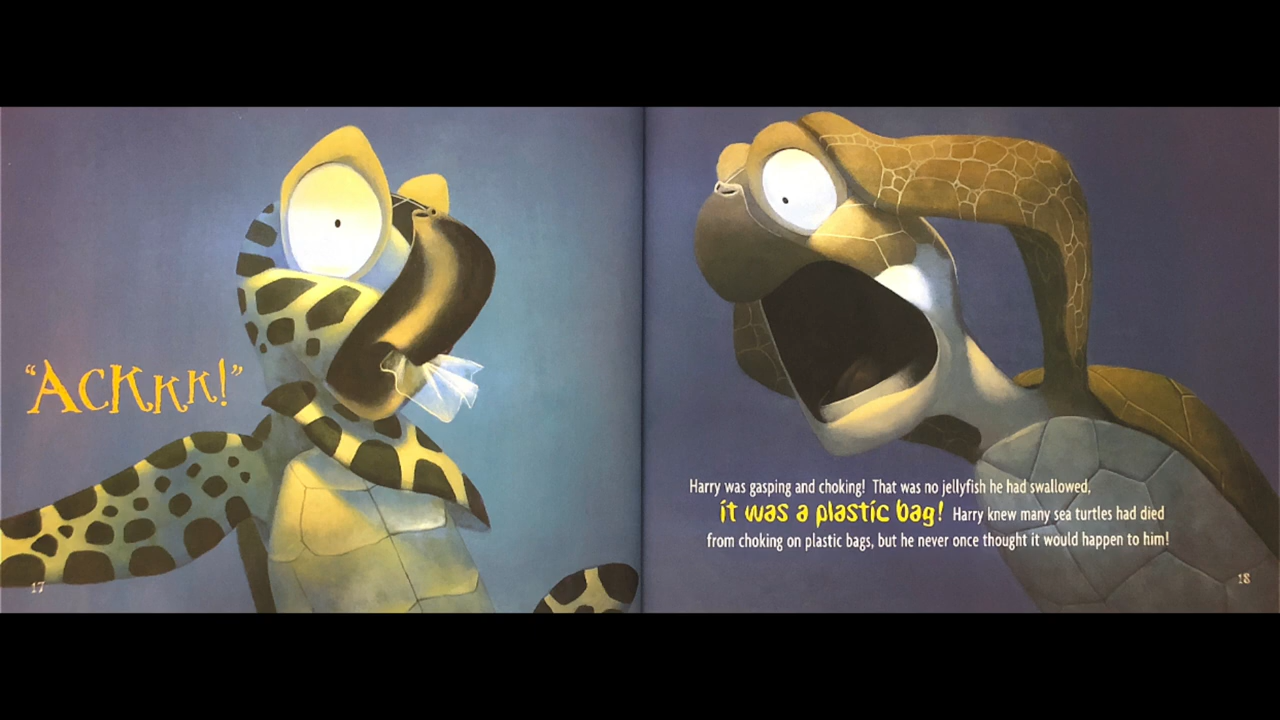 “ACKKK!”
17
Harry was gasping and choking! That was no jellyfish he had swallowed,
it was a plastic bag! Harry knew many sea turtles had died
from choking on plastic bags, but he never once thought it would happen to him!
18